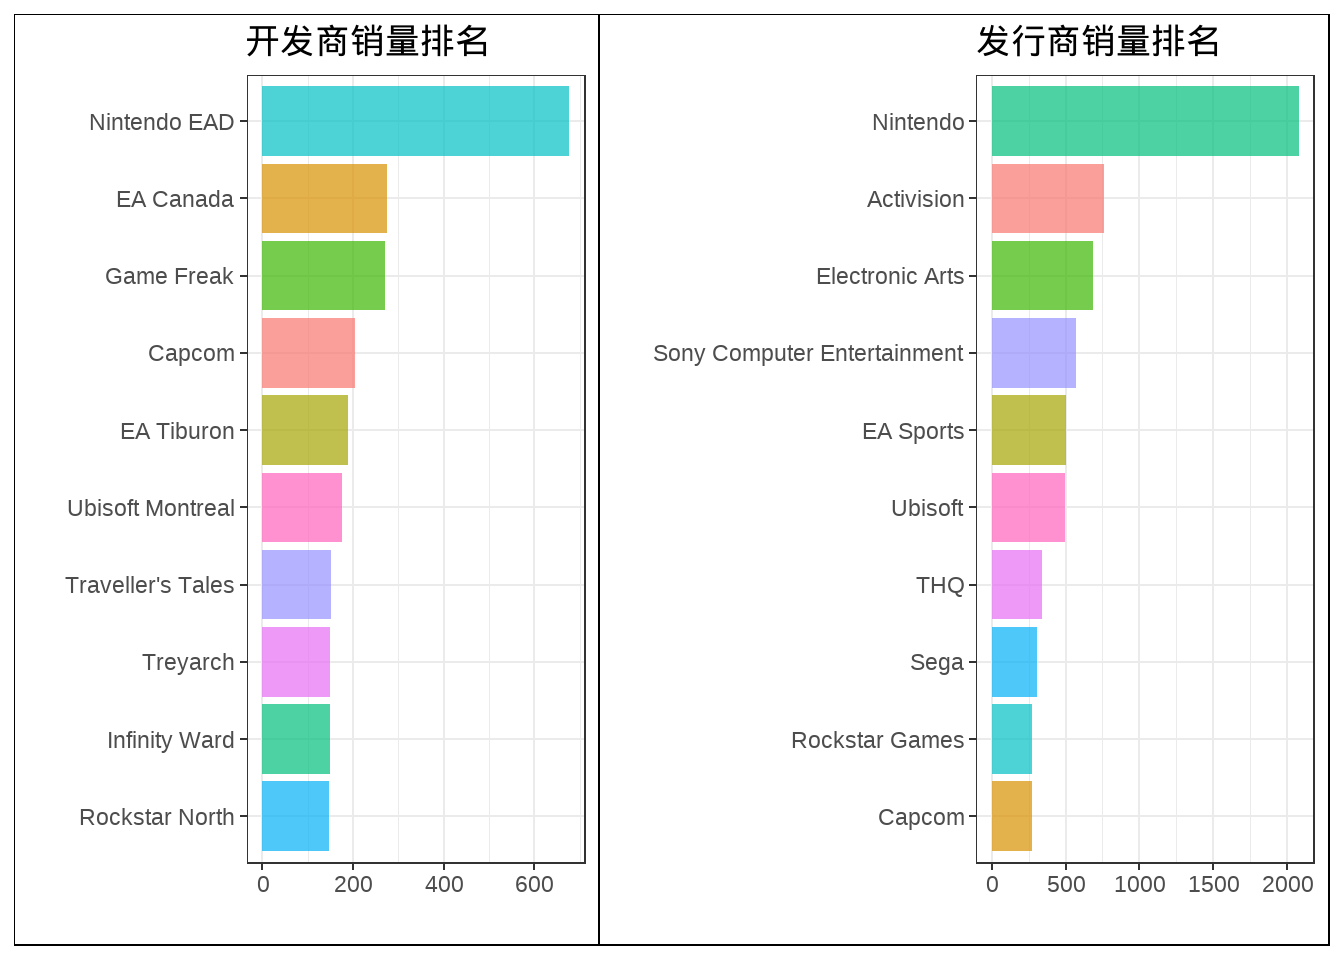 开发商销量排名
Nintendo EAD
EA Canada
Game Freak
Capcom
EA Tiburon
Ubisoft Montreal
Traveller's Tales
Treyarch
Infinity Ward
Rockstar North
0 200 400 600
发行商销量排名
Nintendo
Activision
Electronic Arts
Sony Computer Entertainment
EA Sports
Ubisoft
THQ
Sega
Rockstar Games
Capcom
0 500 1000 1500 2000